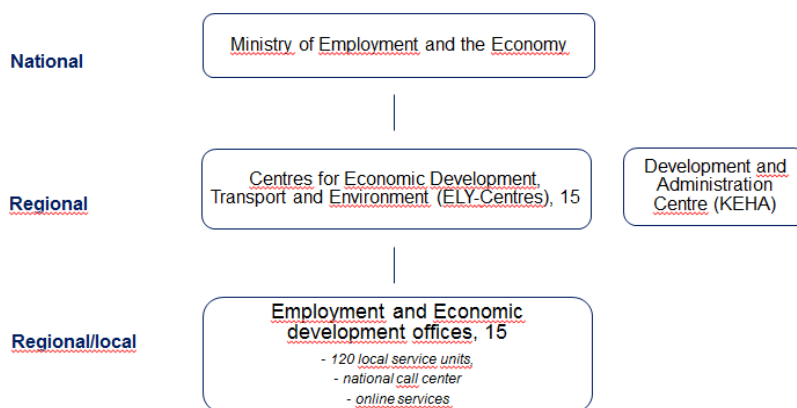 National
Ministry of Employment and the Economy
Regional
Centres for Economic Development,
Transport and Environment (ELY-Centres), 15
Development and
Administration
Centre (KEHA)
Regional/local
Employment and Economic
development offices, 15
- 120 local service units,
- national call center
- online services